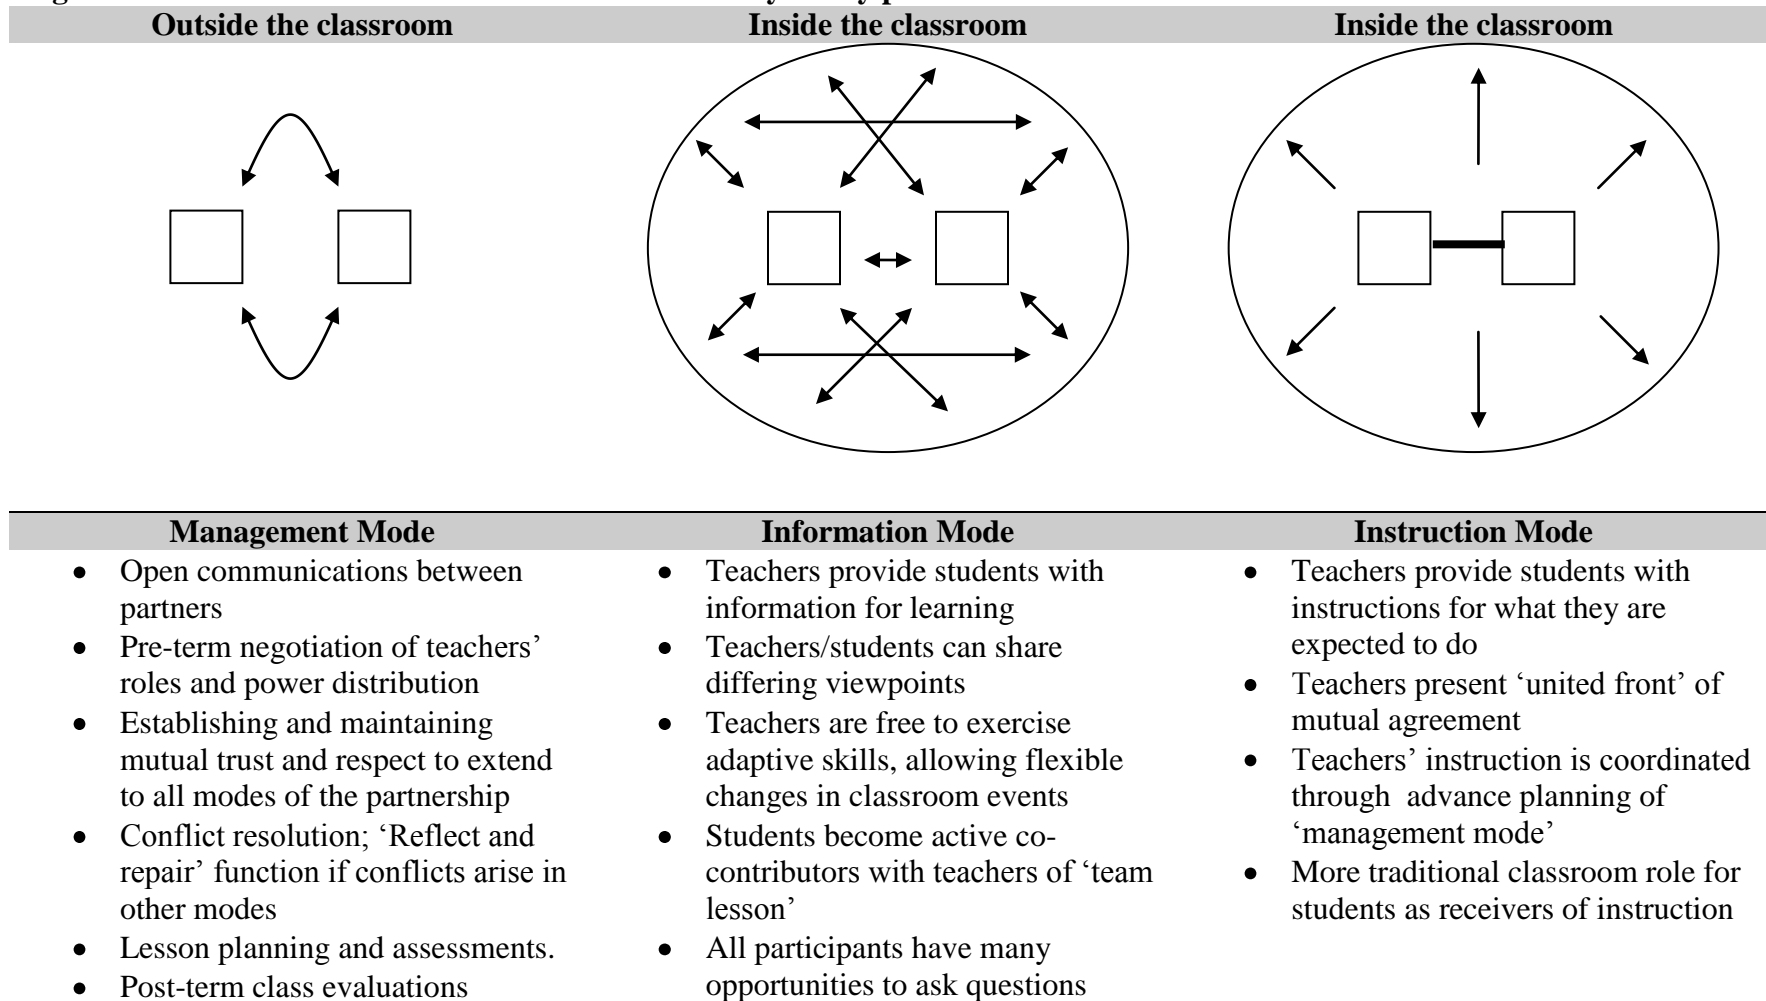 Outside the classroom
Inside the classroom
Inside the classroom
Management Mode
Information Mode
Instruction Mode
• Open communications between
partners
• Pre-term negotiation of teachers’
roles and power distribution
• Establishing and maintaining
mutual trust and respect to extend
to all modes of the partnership
• Conflict resolution; ‘Reflect and
repair’ function if conflicts arise in
other modes
• Lesson planning and assessments.
• Post-term class evaluations
• Teachers provide students with
information for learning
• Teachers/students can share
differing viewpoints
• Teachers are free to exercise
adaptive skills, allowing flexible
changes in classroom events
• Students become active co-
contributors with teachers of ‘team
lesson’
• All participants have many
opportunities to ask questions
• Teachers provide students with
instructions for what they are
expected to do
• Teachers present ‘united front’ of
mutual agreement
• Teachers’ instruction is coordinated
through advance planning of
‘management mode’
• More traditional classroom role for
students as receivers of instruction